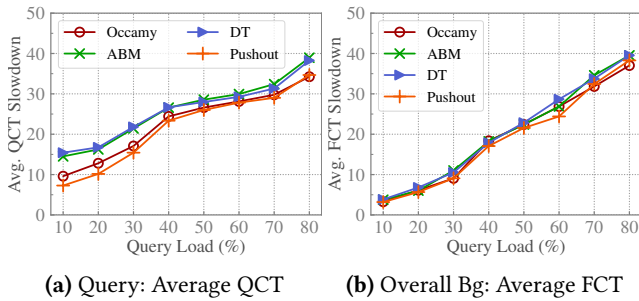 50
40
30
20
10
0
Avg. QCT Slowdown
Occamy
ABM
DT
Pushout
10 20 30 40 50 60 70 80
Query Load (%)
(a) Query: Average QCT
50
40
30
20
10
0
Avg. FCT Slowdown
Occamy
ABM
DT
Pushout
10 20 30 40 50 60 70 80
Query Load (%)
(b) Overall Bg: Average FCT